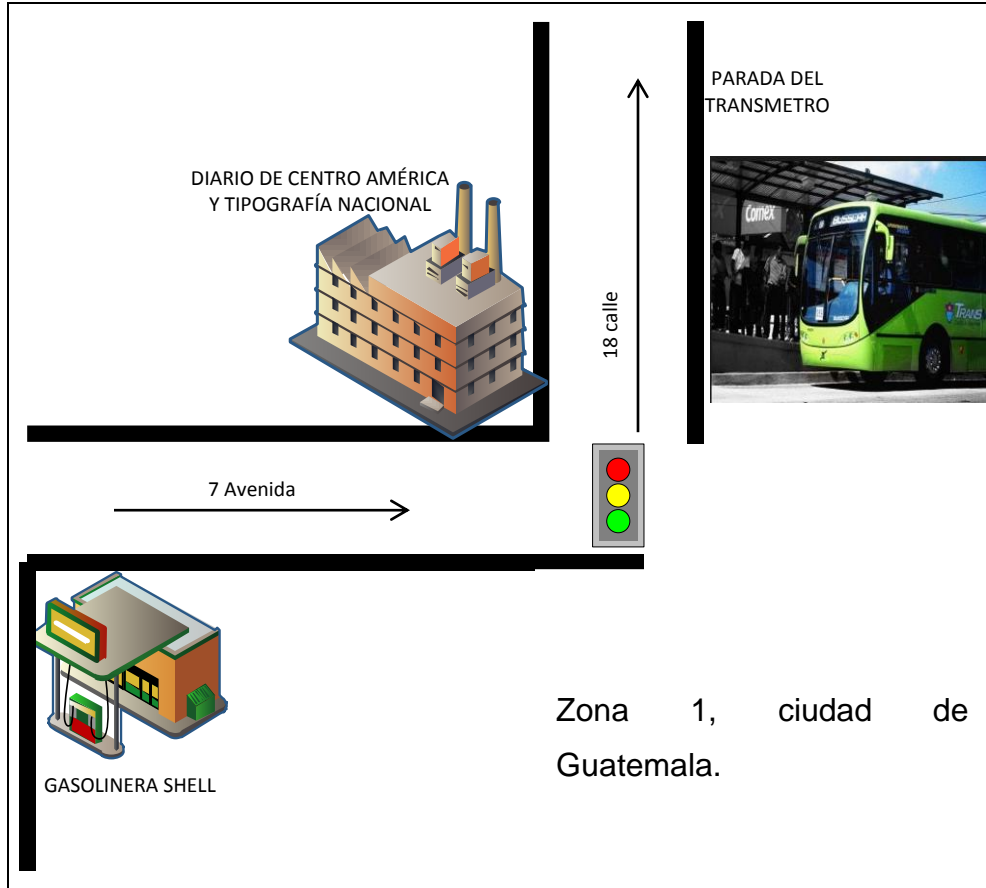 PARADA DEL
TRANSMETRO
DIARIO DE CENTRO AMÉRICA
Y TIPOGRAFÍA NACIONAL
Comex
TRANS
18 calle
7 Avenida
Zona 1, ciudad de
Guatemala.
GASOLINERA SHELL